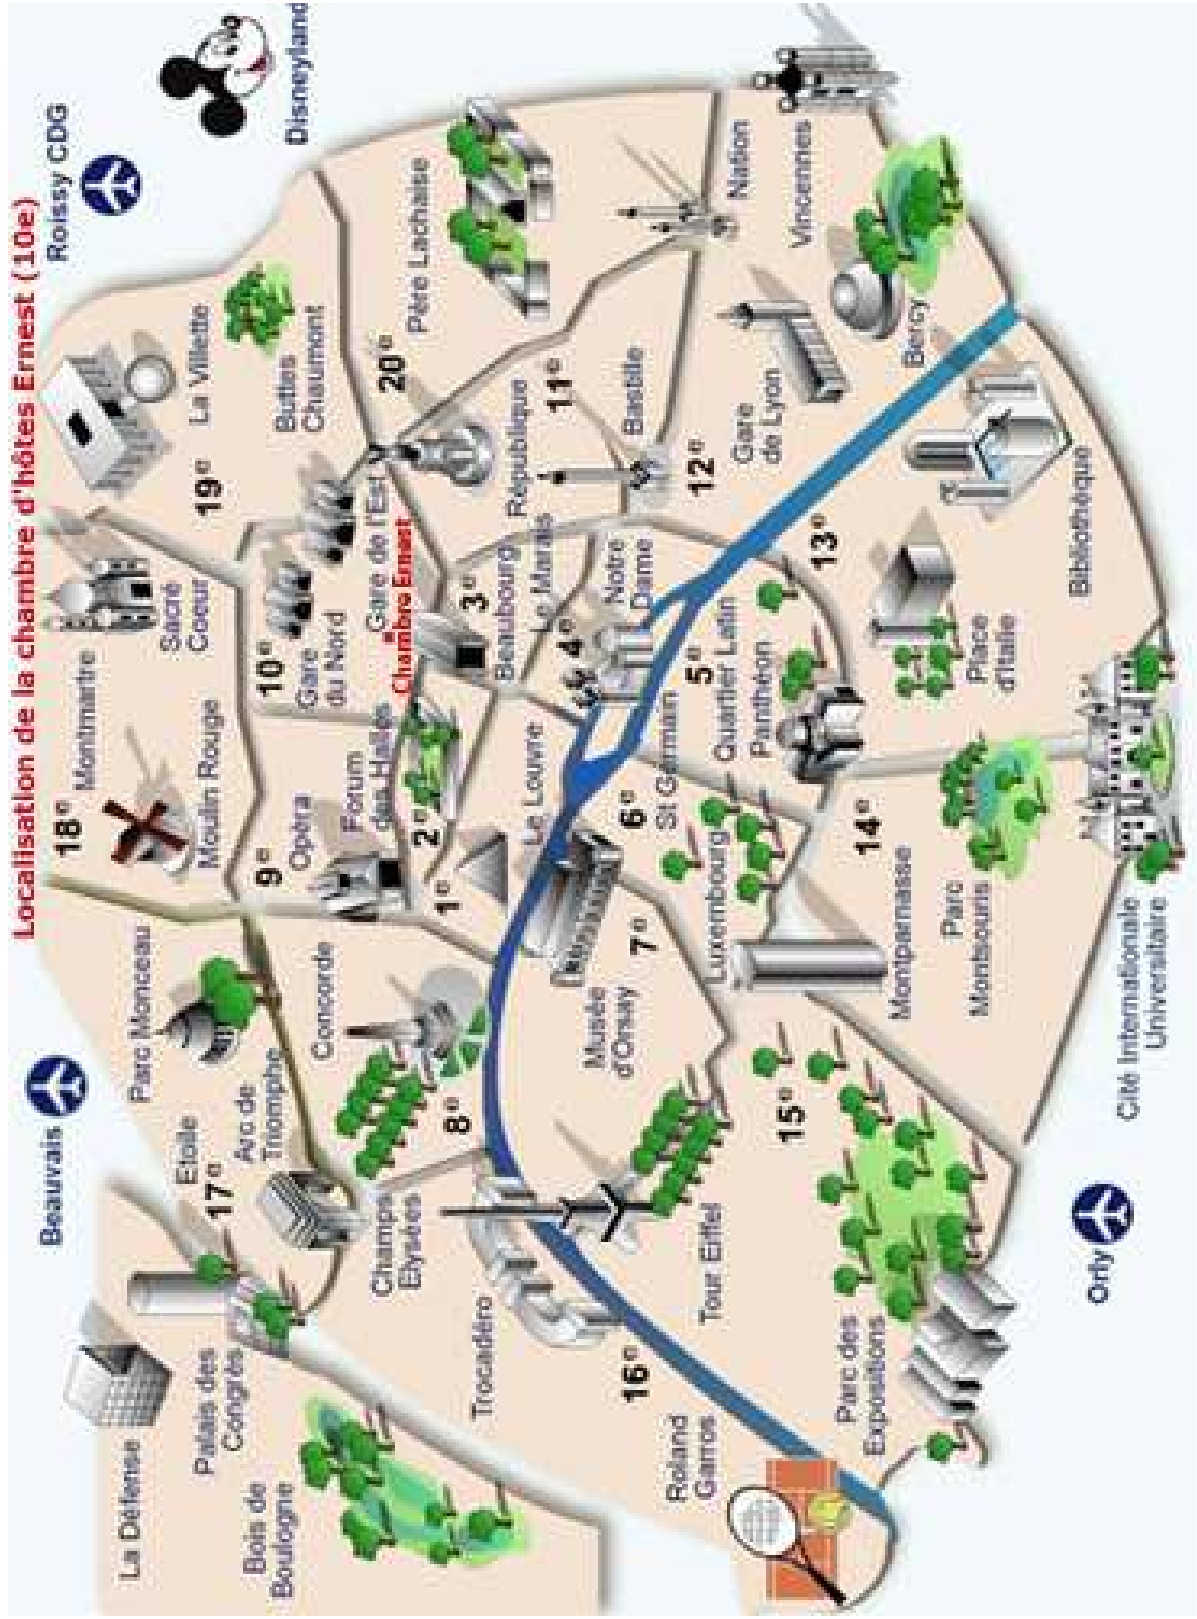 Localisation de la chambre d'hôtes Ernest (10e)
Beauvais
Roissy CDG
Disneyland
La Défense
Palais des
Congrès
Bois de
Boulogne
Etoile
17e
Parc Monceau
Arc de
Triomphe
18e
Montmartre
Moulin Rouge
Sacré
Coeur
19e
La Villette
Buttes
Chaumont
Champs
Elysées
Concorde
8e
9e
Opéra
Forum
des Halles
10e
Gare
du Nord
Gare de l'Est
Chambre Ernest
20e
Père Lachaise
République
11e
Trocadéro
16e
1e
2e
Le Louvre
3e
Beaubourg
Le Marais
4e
Notre
Dame
Bastille
12e
Nation
Vincennes
Gare
de Lyon
Bercy
Roland
Garros
Tour Eiffel
Musée
d'Orsay
7e
6e
St Germain
Luxembourg
5e
Quartier Latin
Panthéon
13e
Place
d'Italie
Bibliothèque
15e
Parc des
Expositions
Montparnasse
14e
Parc
Montsouris
Cité Internationale
Universitaire
Orly